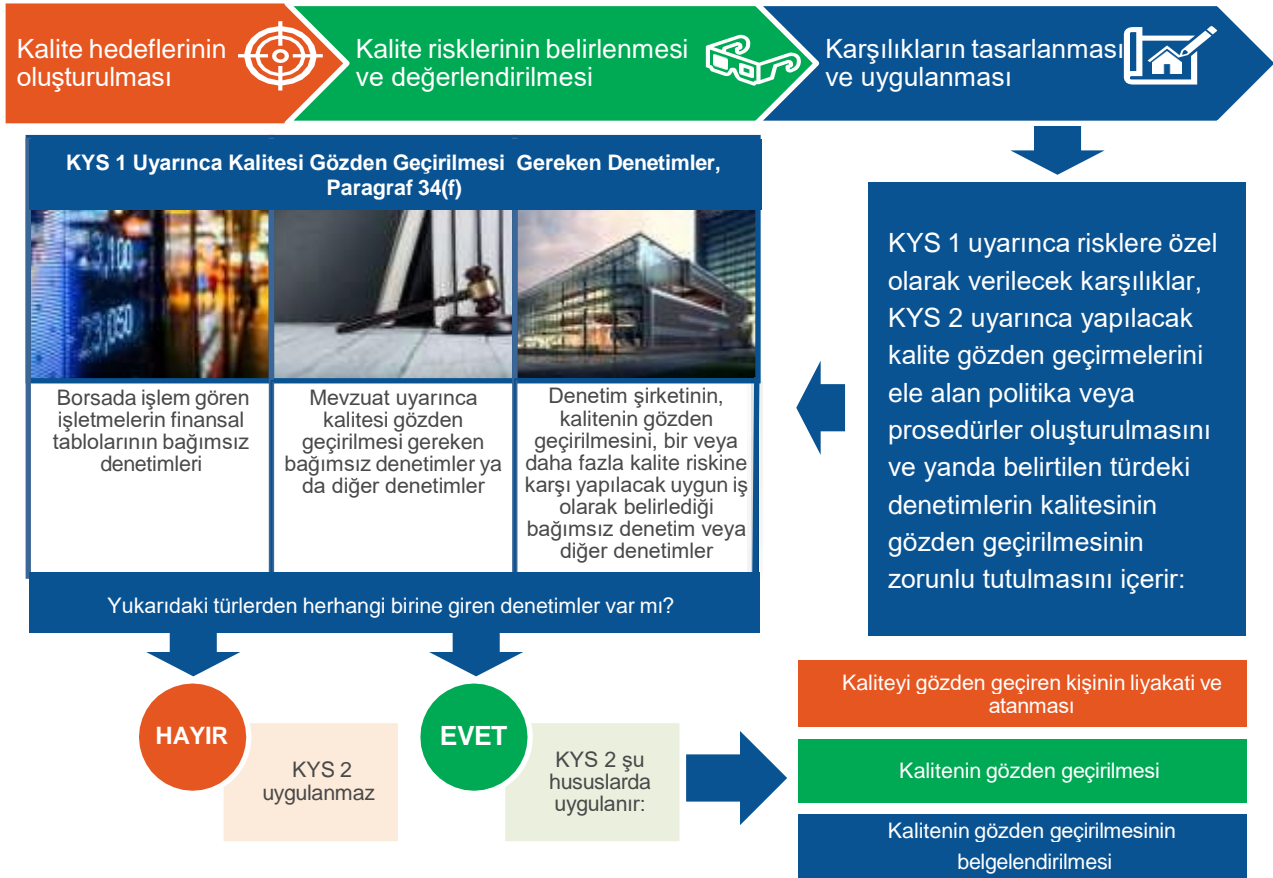 Kalite hedeflerinin
oluşturulması
Kalite risklerinin belirlenmesi
ve değerlendirilmesi
Karşılıkların tasarlanması
ve uygulanması
KYS 1 Uyarınca Kalitesi Gözden Geçirilmesi Gereken Denetimler,
Paragraf 34(f)
23,100
23,050
Borsada işlem gören
işletmelerin finansal
tablolarının bağımsız
denetimleri
Mevzuat uyarınca
kalitesi gözden
geçirilmesi gereken
bağımsız denetimler ya
da diğer denetimler
Denetim şirketinin,
kalitenin gözden
geçirilmesini, bir veya
daha fazla kalite riskine
karşı yapılacak uygun iş
olarak belirlediği
bağımsız denetim veya
diğer denetimler
KYS 1 uyarınca risklere özel
olarak verilecek karşılıklar,
KYS 2 uyarınca yapılacak
kalite gözden geçirmelerini
ele alan politika veya
prosedürler oluşturulmasını
ve yanda belirtilen türdeki
denetimlerin kalitesinin
gözden geçirilmesinin
zorunlu tutulmasını içerir:
Yukarıdaki türlerden herhangi birine giren denetimler var mı?
HAYIR
KYS 2
uygulanmaz
EVET
KYS 2 şu
hususlarda
uygulanır:
Kaliteyi gözden geçiren kişinin liyakati ve
atanması
Kalitenin gözden geçirilmesi
Kalitenin gözden geçirilmesinin
belgelendirilmesi